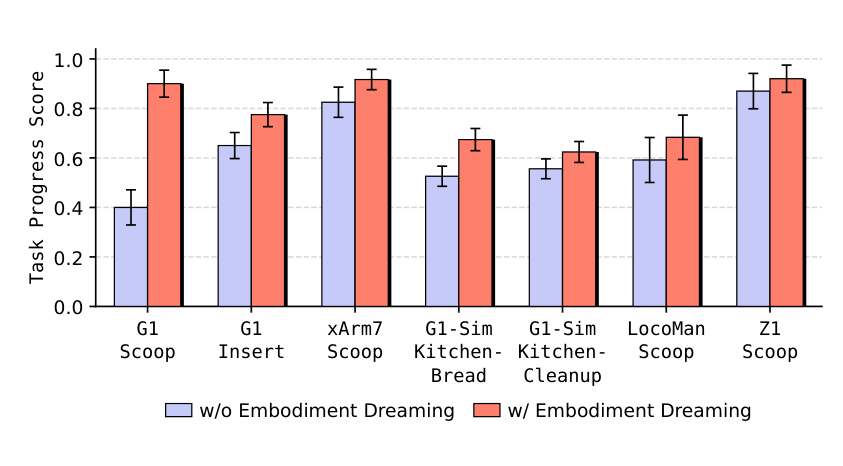 Task Progress Score
1.0
0.8
0.6
0.4
0.2
0.0
G1
Scoop
G1
Insert
xArm7
Scoop
G1-Sim
Kitchen-
Bread
G1-Sim
Kitchen-
Cleanup
LocoMan
Scoop
Z1
Scoop
w/o Embodiment Dreaming
w/ Embodiment Dreaming